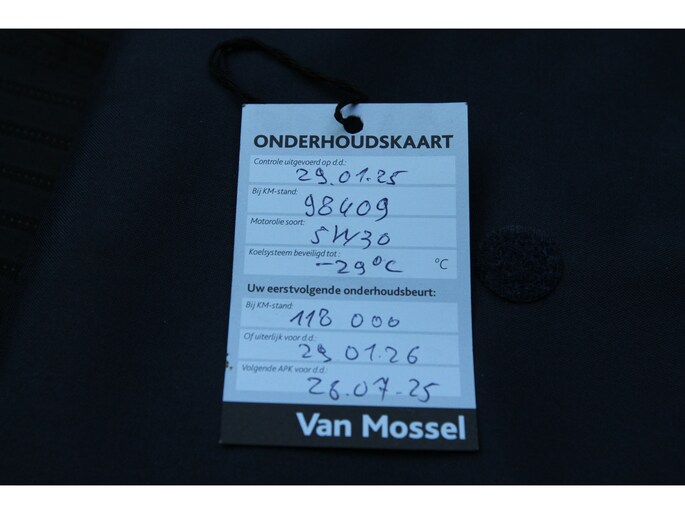 ONDERHOUDSKAART
Controle uitgevoerd op d.d.:
29.01.25
Bij KM-stand:
98409
Motorolie soort:
5W30
Koelsysteem beveiligd tot:
-29°C °C
Uw eerstvolgende onderhoudsbeurt:
Bij KM-stand:
118 000
Of uiterlijk voor d.d.:
29 01.26
Volgende APK voor d.d.:
28.07-25
Van Mossel